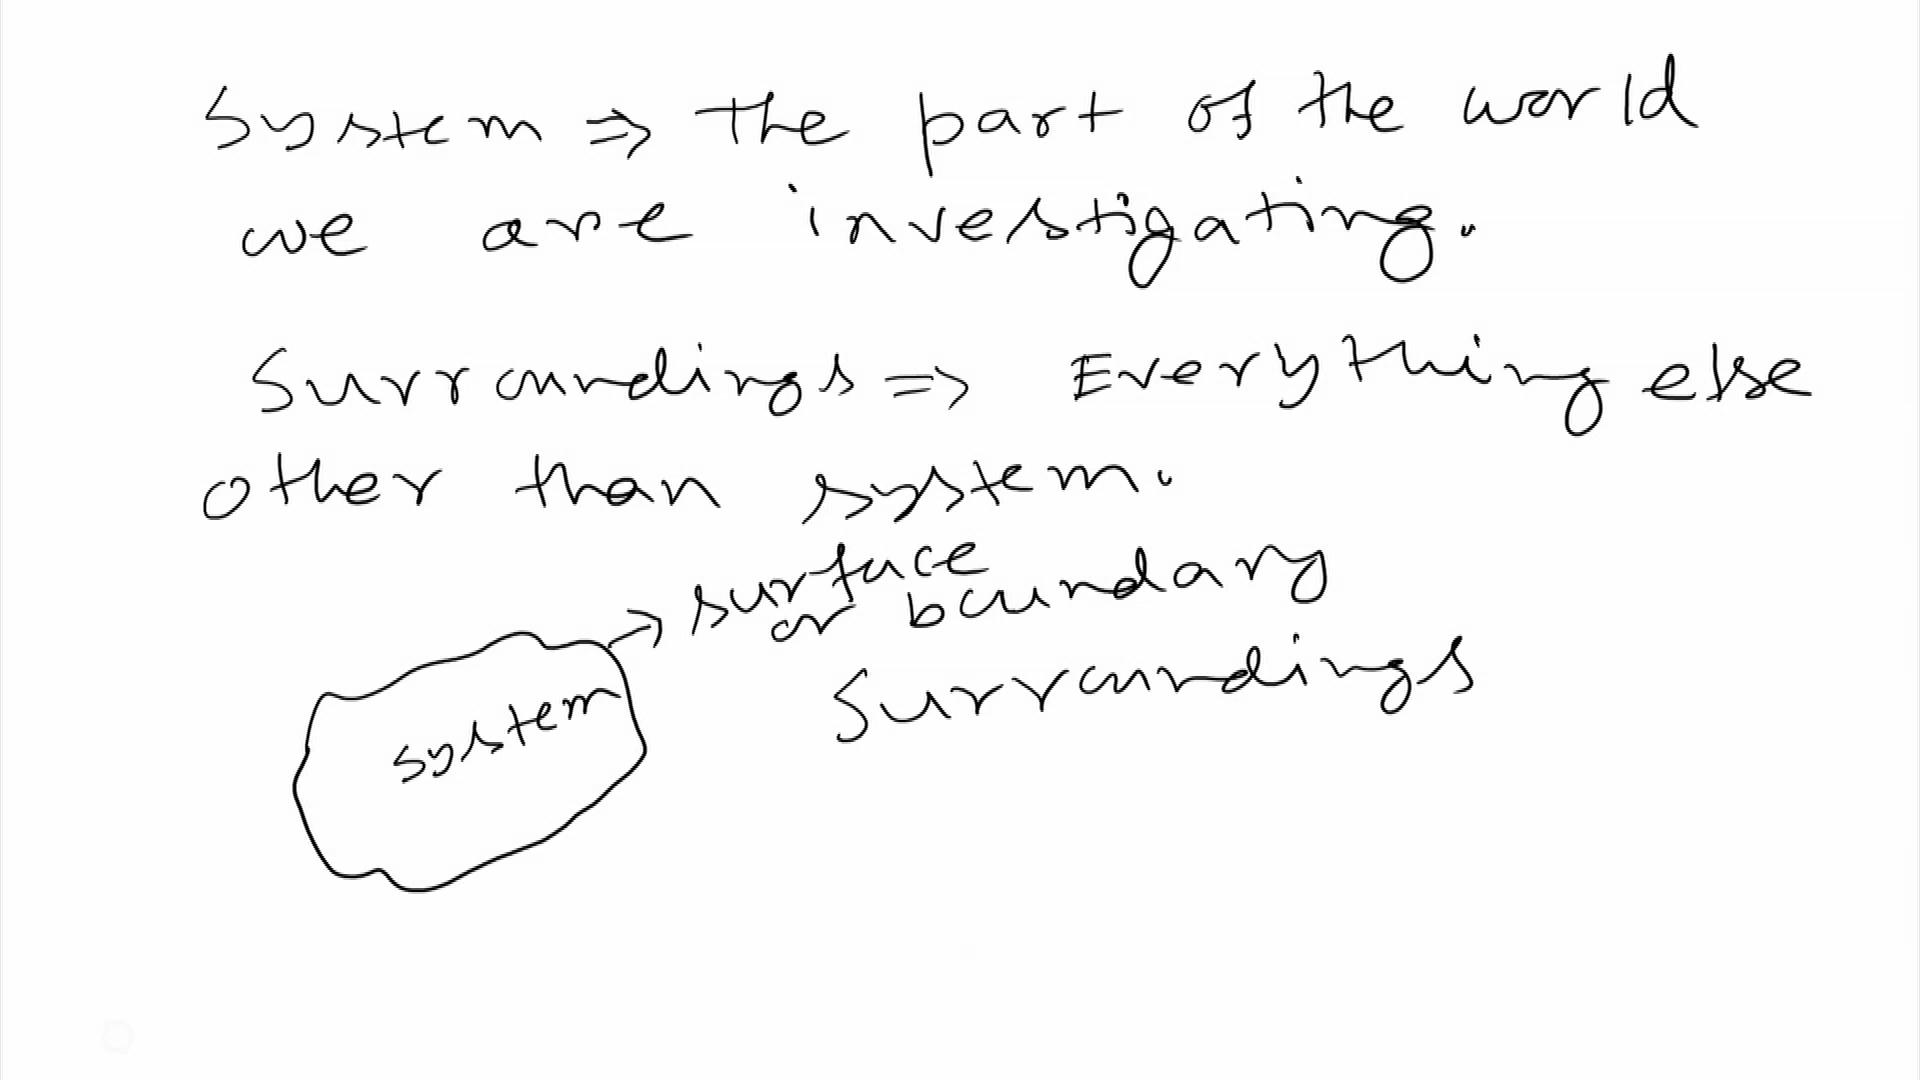 System ⇒ The part of the world
we are investigating.
Surroundings ⇒ Everything else
other than system.
surface
or boundary
Surroundings
system